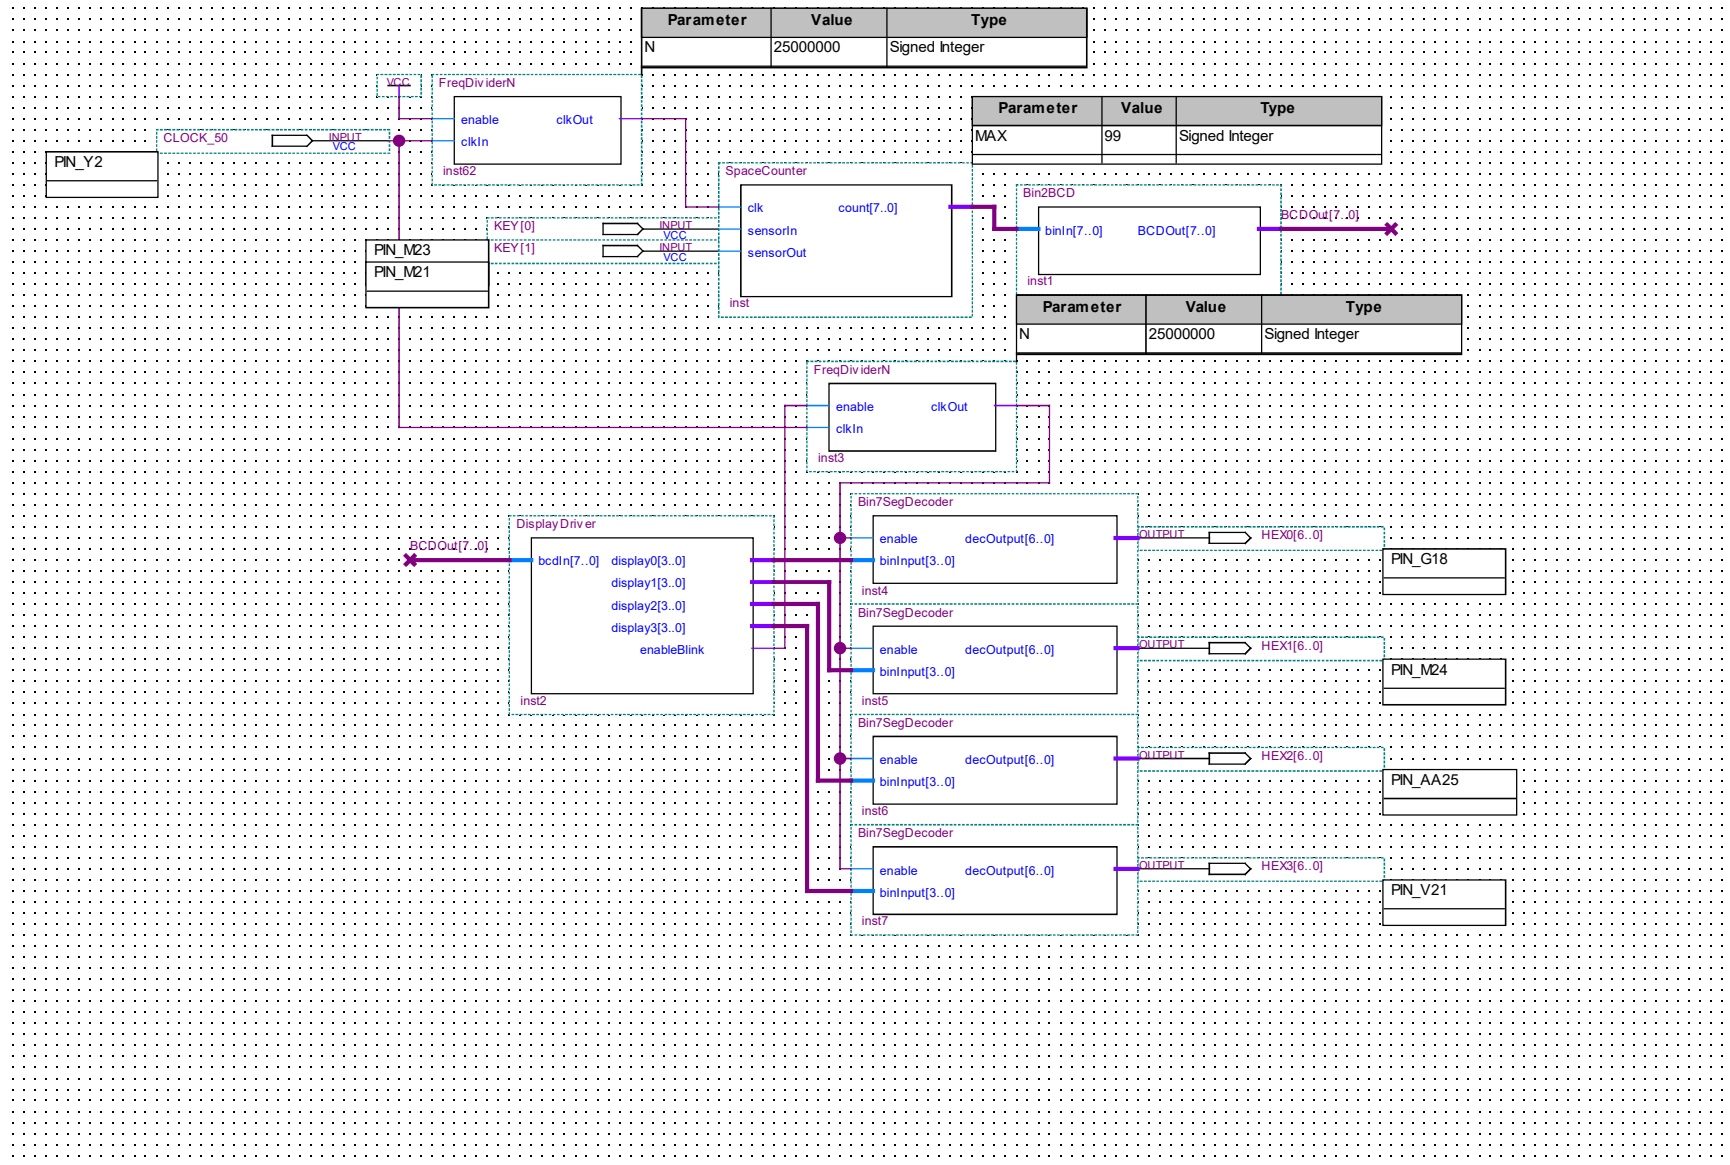 Parameter Value Type
N 25000000 Signed Integer
VCC
FreqDividerN
enable clkOut
clkIn
inst62
CLOCK_50 INPUT
VCC
PIN_Y2
Parameter Value Type
MAX 99 Signed Integer
SpaceCounter
clk count[7..0]
sensorIn
sensorOut
inst
KEY[0] INPUT
VCC
KEY[1] INPUT
VCC
PIN_M23
PIN_M21
Bin2BCD
binIn[7..0] BCDOut[7..0]
inst1
BCDOut[7..0]
Parameter Value Type
N 25000000 Signed Integer
FreqDividerN
enable clkOut
clkIn
inst3
BCDOut[7..0]
DisplayDriver
bcdIn[7..0] display0[3..0]
display1[3..0]
display2[3..0]
display3[3..0]
enableBlink
inst2
Bin7SegDecoder
enable decOutput[6..0]
binInput[3..0]
inst4
OUTPUT HEX0[6..0]
PIN_G18
Bin7SegDecoder
enable decOutput[6..0]
binInput[3..0]
inst5
OUTPUT HEX1[6..0]
PIN_M24
Bin7SegDecoder
enable decOutput[6..0]
binInput[3..0]
inst6
OUTPUT HEX2[6..0]
PIN_AA25
Bin7SegDecoder
enable decOutput[6..0]
binInput[3..0]
inst7
OUTPUT HEX3[6..0]
PIN_V21